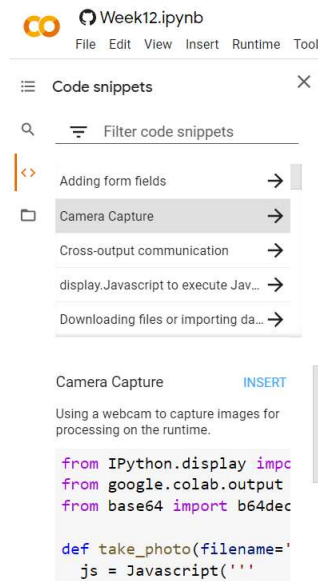 Week12.ipynb
File Edit View Insert Runtime Tool
Code snippets
Filter code snippets
Adding form fields
Camera Capture
Cross-output communication
display.Javascript to execute Jav...
Downloading files or importing da...
Camera Capture INSERT
Using a webcam to capture images for
processing on the runtime.
from IPython.display impo
from google.colab.output
from base64 import b64dec
def take_photo(filename='
js = Javascript('''